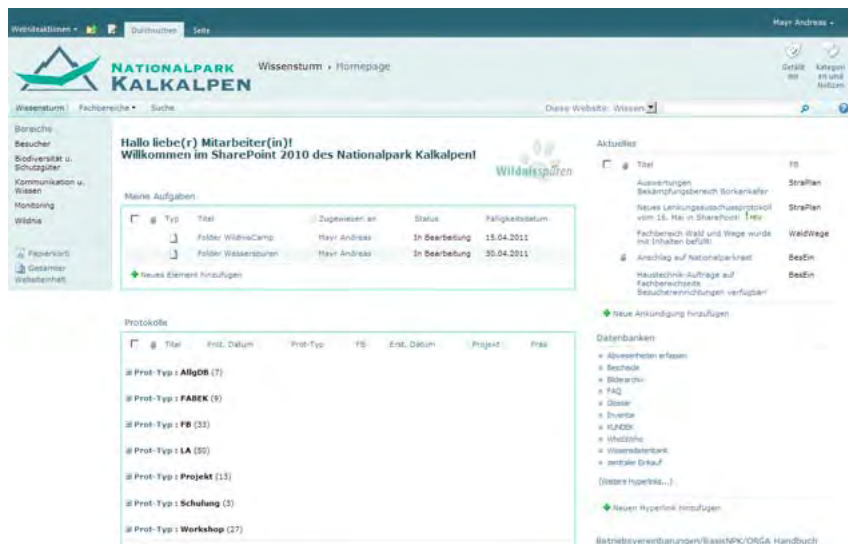 Websiteaktionen
Durchsuchen
Seite
Mayr Andreas
NATIONALPARK
KALKALPEN
Wissensturm
Homepage
Gefällt mir
Kategorien und Notizen
Wissensturm
Fachbereiche
Suche
Diese Website: Wissen
Bereiche
Besucher
Biodiversität u.
Schutzgüter
Kommunikation u.
Wissen
Monitoring
Wildnis
Papierkorb
Gesamter
Websiteinhalt
Hallo liebe(r) Mitarbeiter(in)!
Willkommen im SharePoint 2010 des Nationalpark Kalkalpen!
Wildnisspuren
Meine Aufgaben
Typ Titel Zugewiesen an Status Fälligkeitsdatum
Folder WildnisCamp Mayr Andreas In Bearbeitung 15.04.2011
Folder Wasserspuren Mayr Andreas In Bearbeitung 30.04.2011
Neues Element hinzufügen
Protokolle
Titel Prot. Datum Prot-Typ FB Erst. Datum Projekt
Prot-Typ : AllgDB (7)
Prot-Typ : FABEK (9)
Prot-Typ : FB (33)
Prot-Typ : LA (50)
Prot-Typ : Projekt (13)
Prot-Typ : Schulung (3)
Prot-Typ : Workshop (27)
Aktuelles
Titel FB
Auswertungen StraPlan
Bekämpfungsbereich Borkenkäfer
Neues Lenkungsausschussprotokoll StraPlan
vom 16. Mai in SharePoint! NEU
Fachbereich Wald und Wege wurde WaldWege
mit Inhalten befüllt
Anschlag auf Nationalparkrast BesEin
Haustechnik-Aufträge auf BesEin
Fachbereichseite
Besuchereinrichtungen verfügbar!
Neue Ankündigung hinzufügen
Datenbanken
Abwesenheiten erfassen
Bescheide
Bilderarchiv
FAQ
Glossar
Inventar
KUNDEK
WhoIsWho
Wissensdatenbank
zentraler Einkauf
(Weitere Hyperlinks...)
Neuen Hyperlink hinzufügen
Betriebsvereinbarungen/BasisNPK/ORGA Handbuch